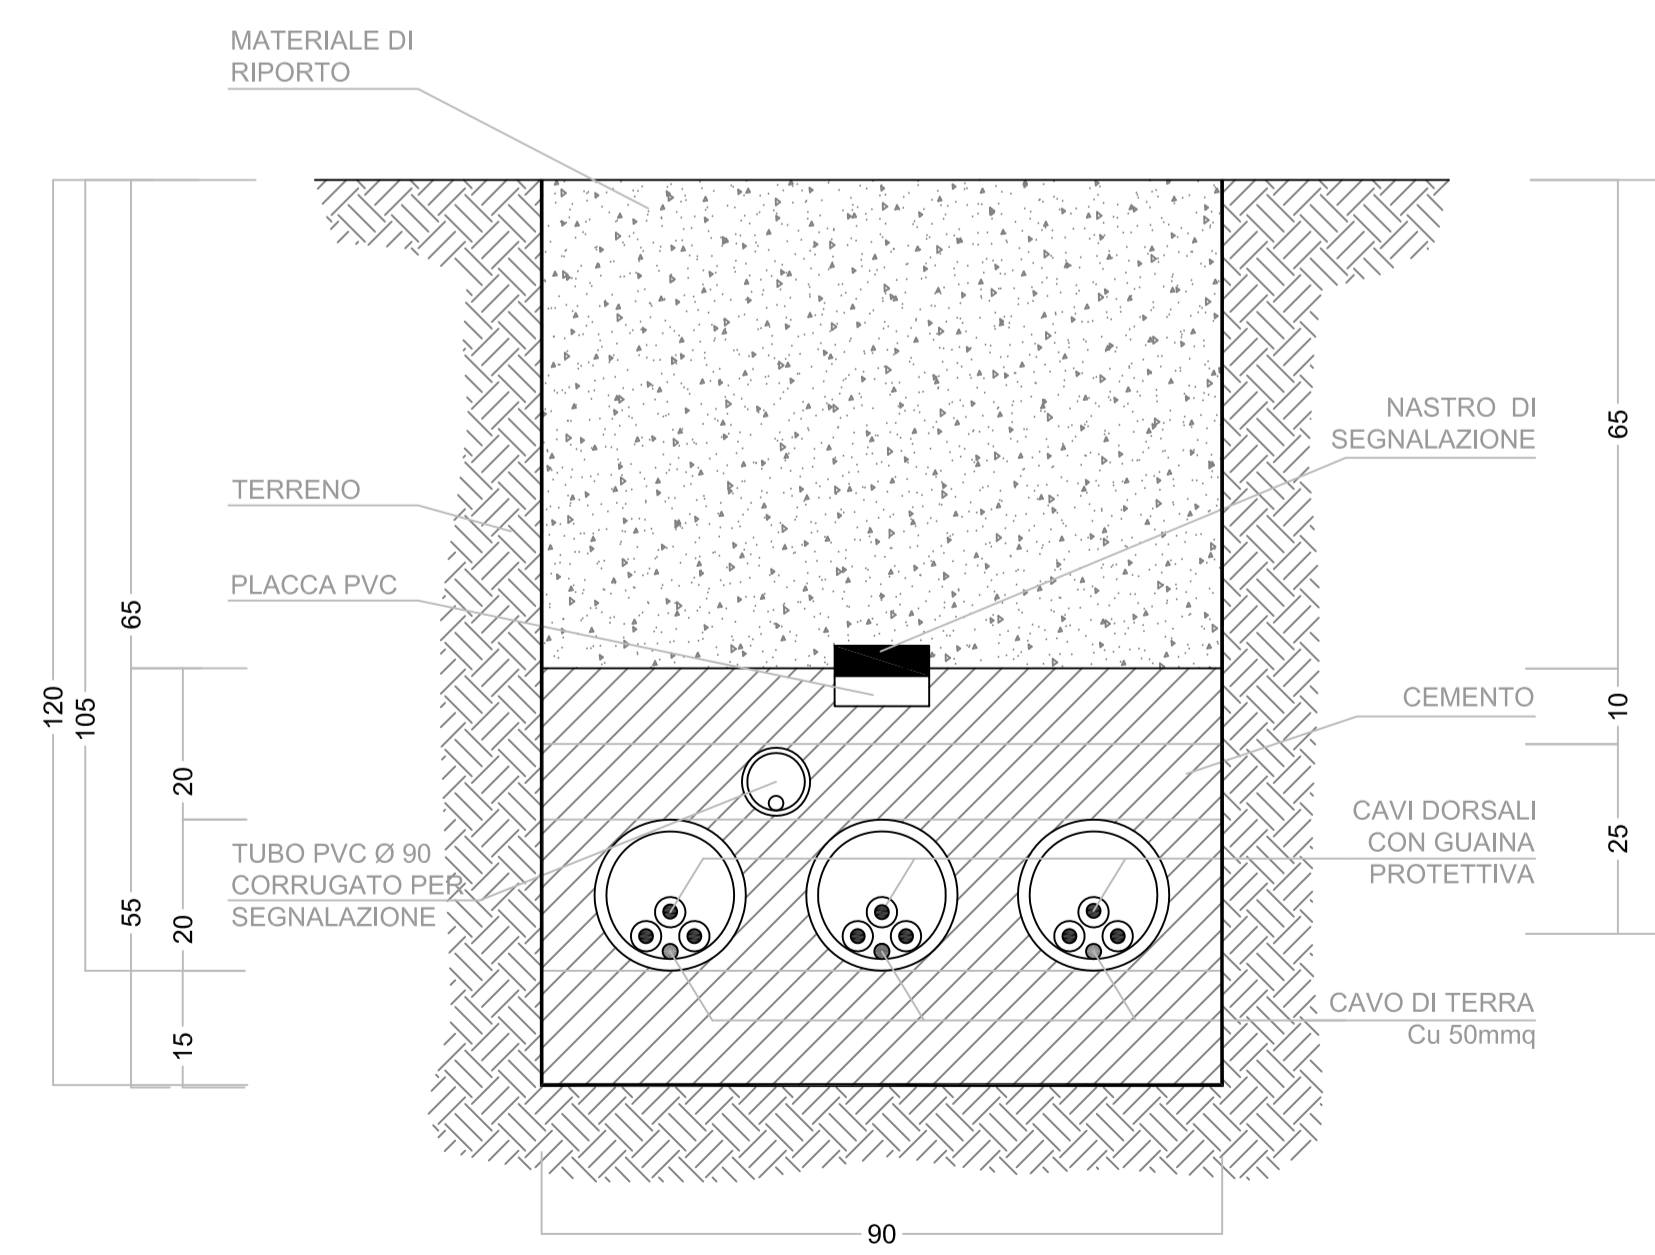 MATERIALE DI
RIPORTO
NASTRO DI
SEGNALAZIONE
65
TERRENO
PLACCA PVC
65
120
105
20
CEMENTO
10
CAVI DORSALI
CON GUAINA
PROTETTIVA
25
TUBO PVC Ø 90
CORRUGATO PER
SEGNALAZIONE
55
20
15
CAVO DI TERRA
Cu 50mmq
90